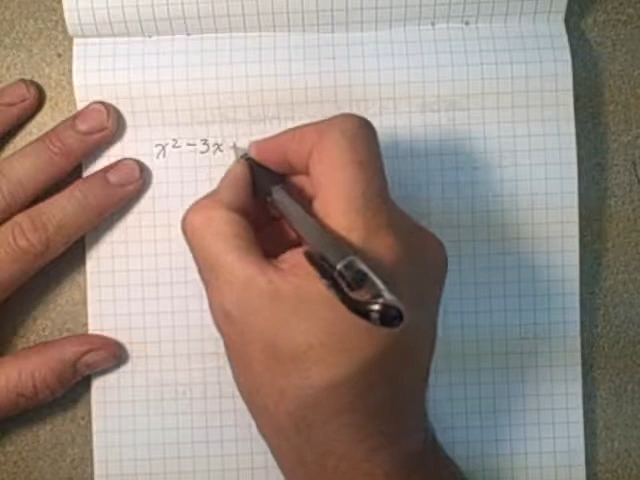 x² - 3x +